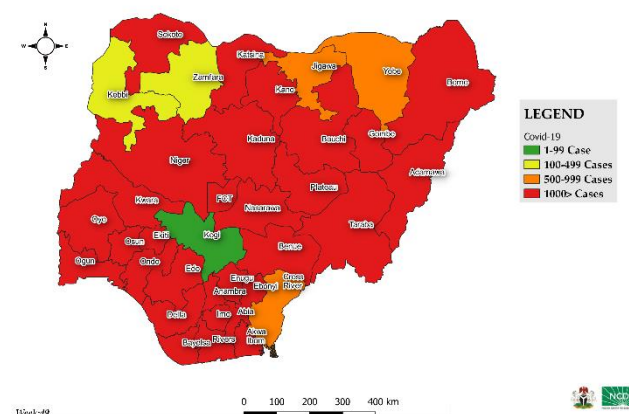 N
W E
S
Sokoto
Katsina
Jigawa
Yobe
Borno
Zamfara
Kebbi
Kano
Kaduna
Bauchi
Gombe
Niger
Adamawa
Plateau
FCT
Nasarawa
Kwara
Taraba
Oyo
Kogi
Osun
Ekiti
Benue
Ogun
Ondo
Edo
Enugu
Ebonyi
Cross
River
Anambra
Delta
Imo
Abia
Akwa
Ibom
Bayelsa
Rivers
LEGEND
Covid-19
1-99 Case
100-499 Cases
500-999 Cases
1000> Cases
0 100 200 300 400 km